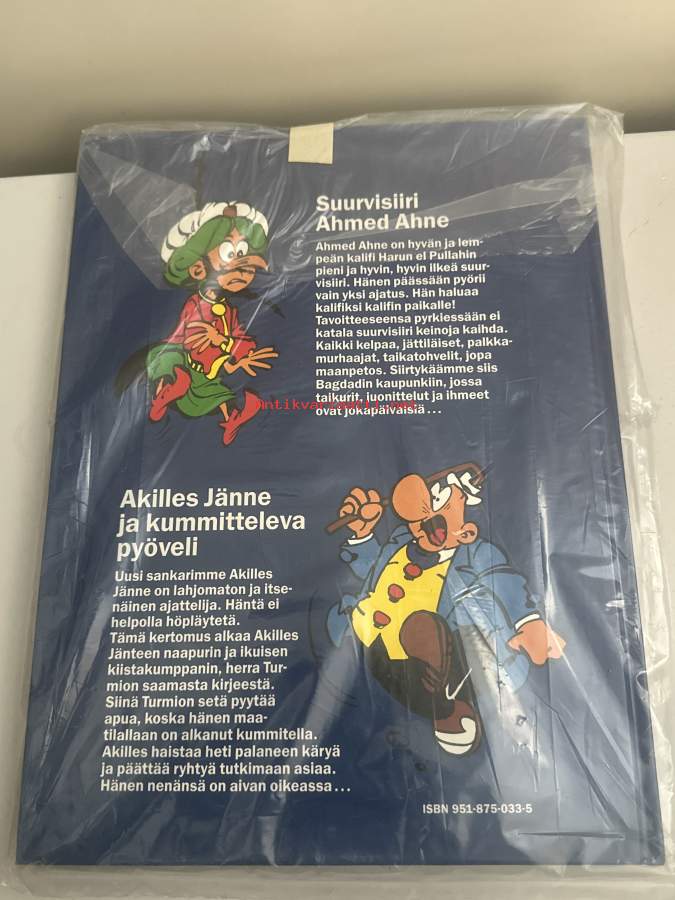 Suurvisiiri
Ahmed Ahne
Ahmed Ahne on hyvän ja lem-
peän kalifi Harun el Pullahin
pieni ja hyvin, hyvin ilkeä suur-
visiiri. Hänen päässään pyörii
vain yksi ajatus. Hän haluaa
kalifiksi kalifin paikalle!
Tavoitteeseensa pyrkiessään ei
katala suurvisiiri keinoja kaihda.
Kaikki kelpaa, jättiläiset, palkka-
murhaajat, taikatohvelit, jopa
maanpetos. Siirtykäämme siis
Bagdadin kaupunkiin, jossa
taikurit, juonittelut ja ihmeet
ovat jokapäiväisiä...
Antikvariaatti.net
Akilles Jänne
ja kummitteleva
pyöveli
Uusi sankarimme Akilles
Jänne on lahjomaton ja itse-
näinen ajattelija. Häntä ei
helpolla höpläytetä.
Tämä kertomus alkaa Akilles
Jänteen naapurin ja ikuisen
kiistakumppanin, herra Tur-
mion saamasta kirjeestä.
Siinä Turmion setä pyytää
apua, koska hänen maa-
tilallaan on alkanut kummitella.
Akilles haistaa heti palaneen käryä
ja päättää ryhtyä tutkimaan asiaa.
Hänen nenänsä on aivan oikeassa...
ISBN 951-875-033-5